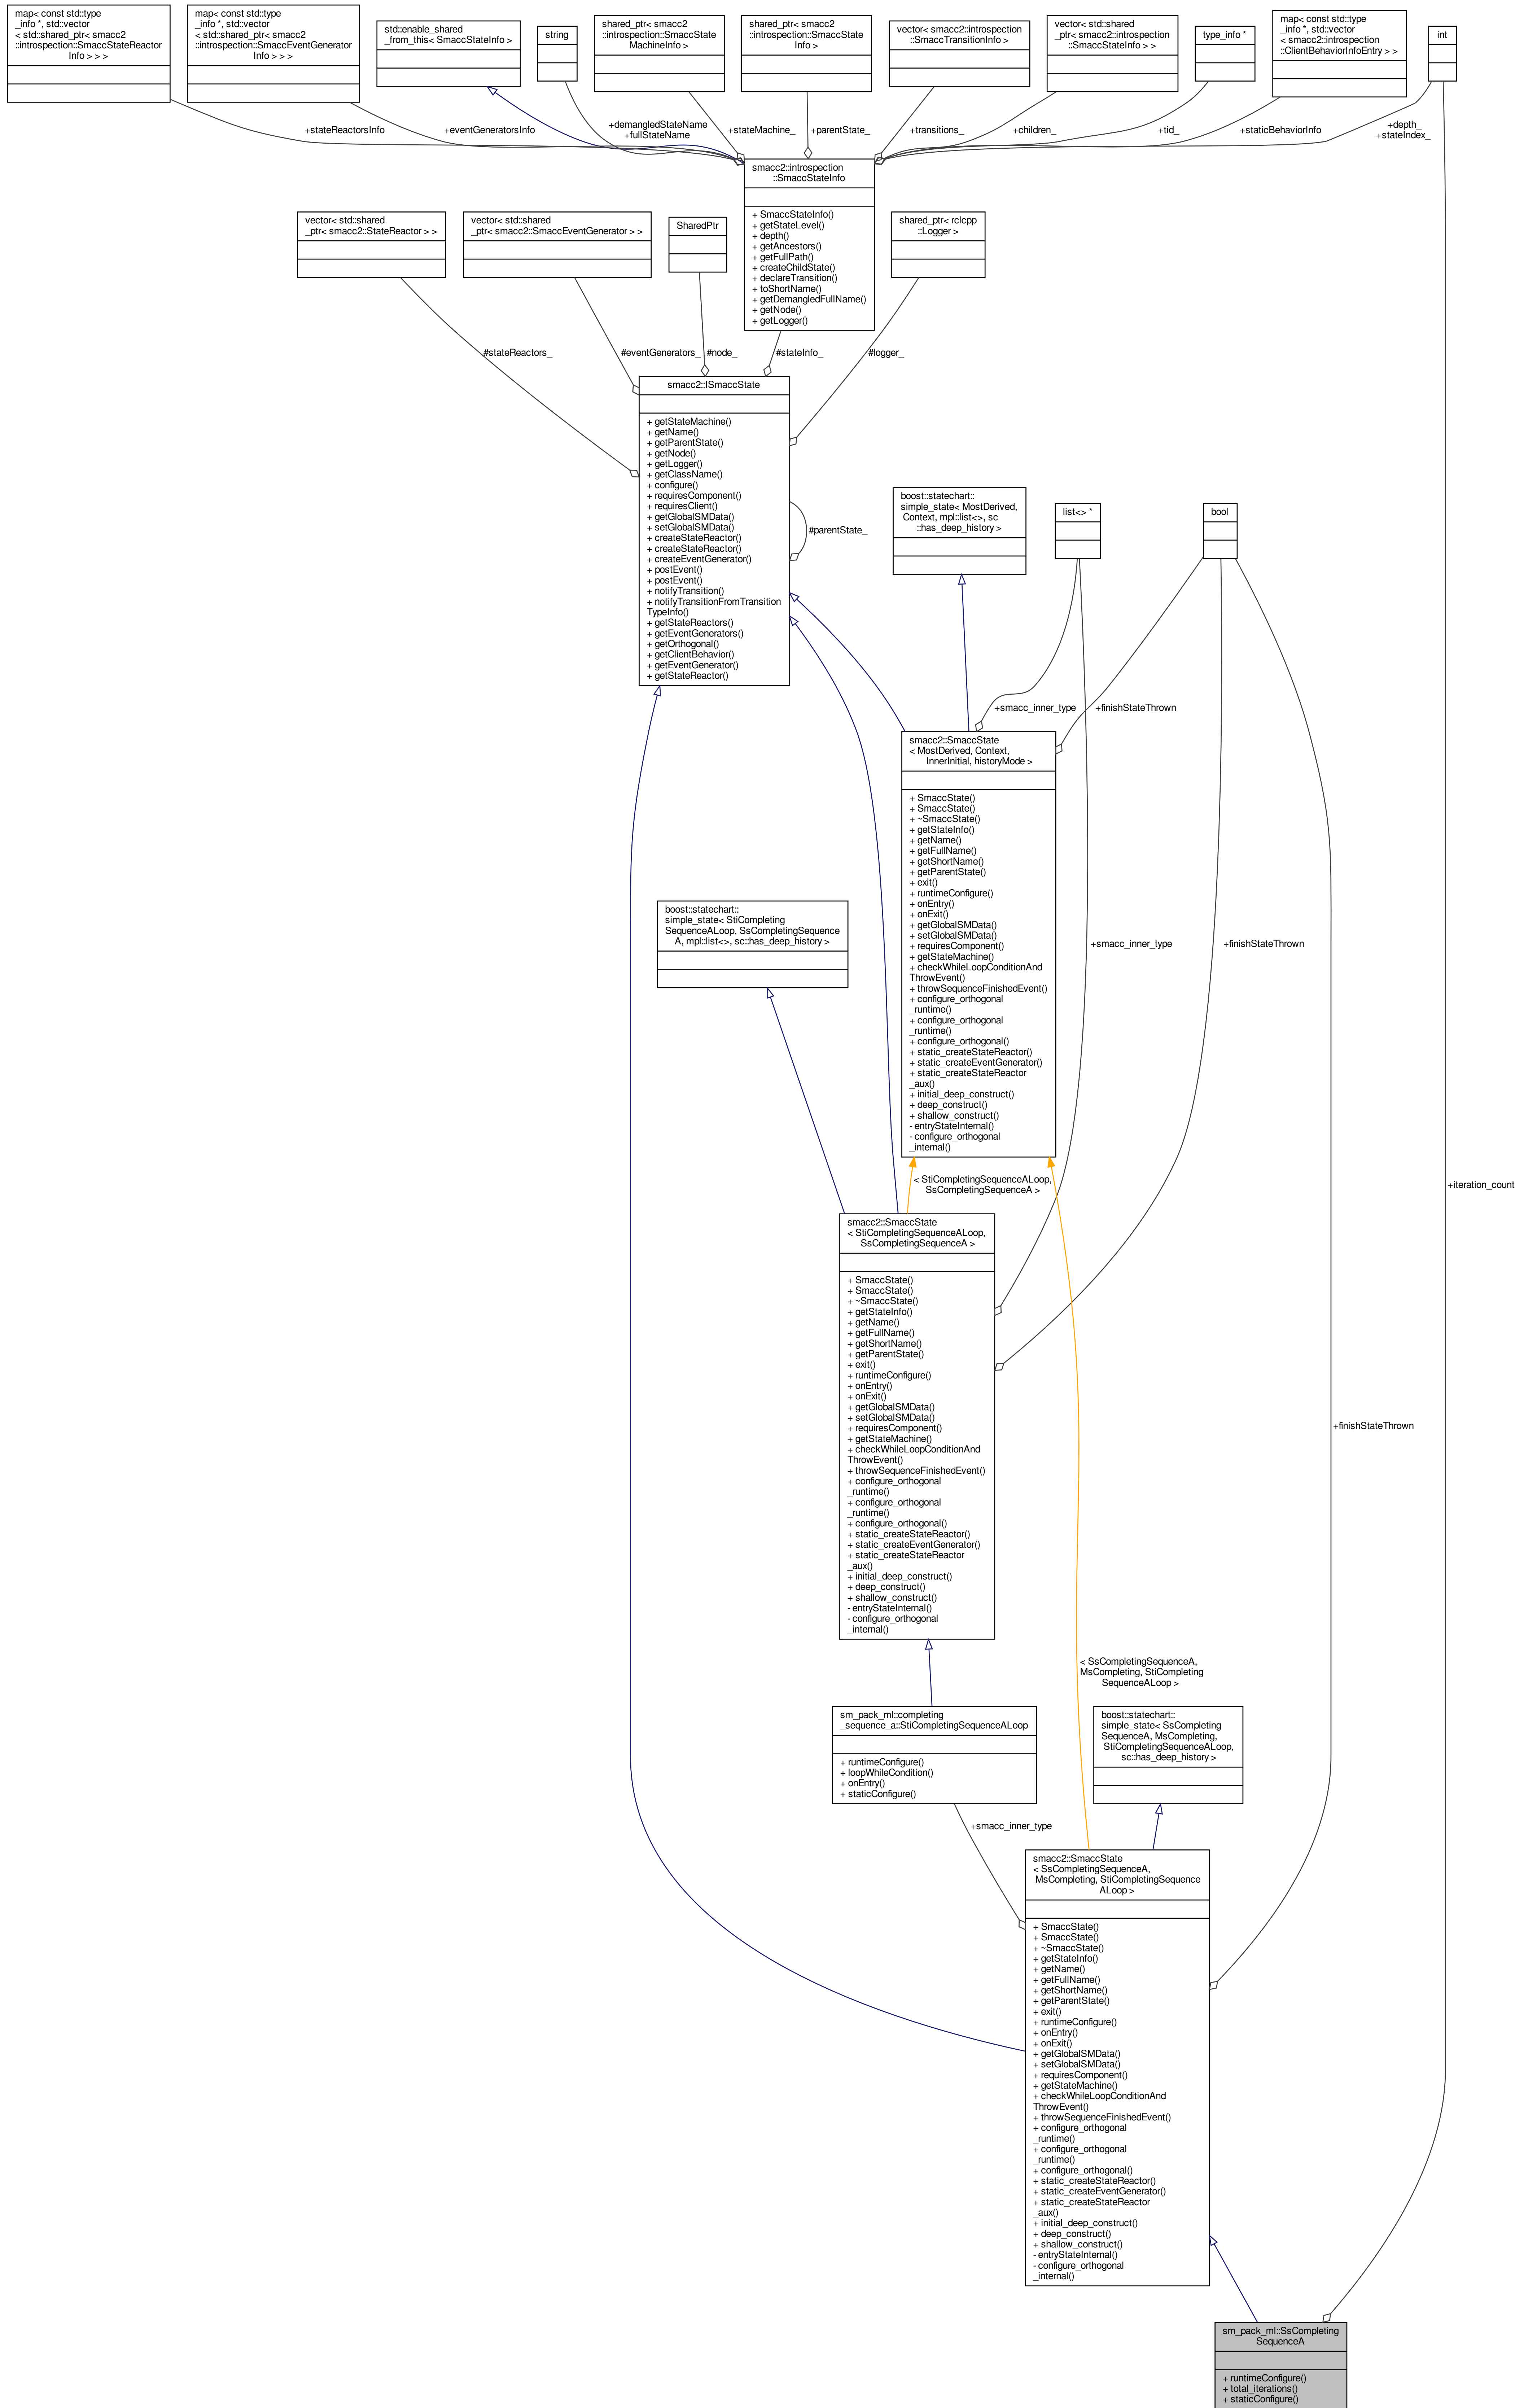 map< const std::type
_info *, std::vector
< std::shared_ptr< smacc2
::introspection::SmaccStateReactor
Info > > >
map< const std::type
_info *, std::vector
< std::shared_ptr< smacc2
::introspection::SmaccEventGenerator
Info > > >
std::enable_shared
_from_this< SmaccStateInfo >
string
shared_ptr< smacc2
::introspection::SmaccState
MachineInfo >
shared_ptr< smacc2
::introspection::SmaccState
Info >
vector< smacc2::introspection
::SmaccTransitionInfo >
vector< std::shared
_ptr< smacc2::introspection
::SmaccStateInfo > >
type_info *
map< const std::type
_info *, std::vector
< smacc2::introspection
::ClientBehaviorInfoEntry > >
int
+stateReactorsInfo
+eventGeneratorsInfo
+demangledStateName
+fullStateName
+stateMachine_
+parentState_
+transitions_
+children_
+tid_
+staticBehaviorInfo
+depth_
+stateIndex_
smacc2::introspection
::SmaccStateInfo
+ SmaccStateInfo()
+ getStateLevel()
+ depth()
+ getAncestors()
+ getFullPath()
+ createChildState()
+ declareTransition()
+ toShortName()
+ getDemangledFullName()
+ getNode()
+ getLogger()
vector< std::shared
_ptr< smacc2::StateReactor > >
vector< std::shared
_ptr< smacc2::SmaccEventGenerator > >
SharedPtr
shared_ptr< rclcpp
::Logger >
#stateReactors_
#eventGenerators_
#node_
#stateInfo_
#logger_
smacc2::ISmaccState
+ getStateMachine()
+ getName()
+ getParentState()
+ getNode()
+ getLogger()
+ getClassName()
+ configure()
+ requiresComponent()
+ requiresClient()
+ getGlobalSMData()
+ setGlobalSMData()
+ createStateReactor()
+ createStateReactor()
+ createEventGenerator()
+ postEvent()
+ postEvent()
+ notifyTransition()
+ notifyTransitionFromTransition
TypeInfo()
+ getStateReactors()
+ getEventGenerators()
+ getOrthogonal()
+ getClientBehavior()
+ getEventGenerator()
+ getStateReactor()
#parentState_
boost::statechart::
simple_state< MostDerived,
Context, mpl::list<>, sc
::has_deep_history >
list<> *
bool
+smacc_inner_type
+finishStateThrown
smacc2::SmaccState
< MostDerived, Context,
InnerInitial, historyMode >
+ SmaccState()
+ SmaccState()
+ ~SmaccState()
+ getStateInfo()
+ getName()
+ getFullName()
+ getShortName()
+ getParentState()
+ exit()
+ runtimeConfigure()
+ onEntry()
+ onExit()
+ getGlobalSMData()
+ setGlobalSMData()
+ requiresComponent()
+ getStateMachine()
+ checkWhileLoopConditionAnd
ThrowEvent()
+ throwSequenceFinishedEvent()
+ configure_orthogonal
_runtime()
+ configure_orthogonal
_runtime()
+ configure_orthogonal()
+ static_createStateReactor()
+ static_createEventGenerator()
+ static_createStateReactor
_aux()
+ initial_deep_construct()
+ deep_construct()
+ shallow_construct()
- entryStateInternal()
- configure_orthogonal
_internal()
boost::statechart::
simple_state< StiCompleting
SequenceALoop, SsCompletingSequence
A, mpl::list<>, sc::has_deep_history >
+smacc_inner_type
+finishStateThrown
< StiCompletingSequenceALoop,
SsCompletingSequenceA >
+iteration_count
smacc2::SmaccState
< StiCompletingSequenceALoop,
SsCompletingSequenceA >
+ SmaccState()
+ SmaccState()
+ ~SmaccState()
+ getStateInfo()
+ getName()
+ getFullName()
+ getShortName()
+ getParentState()
+ exit()
+ runtimeConfigure()
+ onEntry()
+ onExit()
+ getGlobalSMData()
+ setGlobalSMData()
+ requiresComponent()
+ getStateMachine()
+ checkWhileLoopConditionAnd
ThrowEvent()
+ throwSequenceFinishedEvent()
+ configure_orthogonal
_runtime()
+ configure_orthogonal
_runtime()
+ configure_orthogonal()
+ static_createStateReactor()
+ static_createEventGenerator()
+ static_createStateReactor
_aux()
+ initial_deep_construct()
+ deep_construct()
+ shallow_construct()
- entryStateInternal()
- configure_orthogonal
_internal()
+finishStateThrown
< SsCompletingSequenceA,
MsCompleting, StiCompleting
SequenceALoop >
sm_pack_ml::completing
_sequence_a::StiCompletingSequenceALoop
+ runtimeConfigure()
+ loopWhileCondition()
+ onEntry()
+ staticConfigure()
boost::statechart::
simple_state< SsCompleting
SequenceA, MsCompleting,
StiCompletingSequenceALoop,
sc::has_deep_history >
+smacc_inner_type
smacc2::SmaccState
< SsCompletingSequenceA,
MsCompleting, StiCompletingSequence
ALoop >
+ SmaccState()
+ SmaccState()
+ ~SmaccState()
+ getStateInfo()
+ getName()
+ getFullName()
+ getShortName()
+ getParentState()
+ exit()
+ runtimeConfigure()
+ onEntry()
+ onExit()
+ getGlobalSMData()
+ setGlobalSMData()
+ requiresComponent()
+ getStateMachine()
+ checkWhileLoopConditionAnd
ThrowEvent()
+ throwSequenceFinishedEvent()
+ configure_orthogonal
_runtime()
+ configure_orthogonal
_runtime()
+ configure_orthogonal()
+ static_createStateReactor()
+ static_createEventGenerator()
+ static_createStateReactor
_aux()
+ initial_deep_construct()
+ deep_construct()
+ shallow_construct()
- entryStateInternal()
- configure_orthogonal
_internal()
sm_pack_ml::SsCompleting
SequenceA
+ runtimeConfigure()
+ total_iterations()
+ staticConfigure()